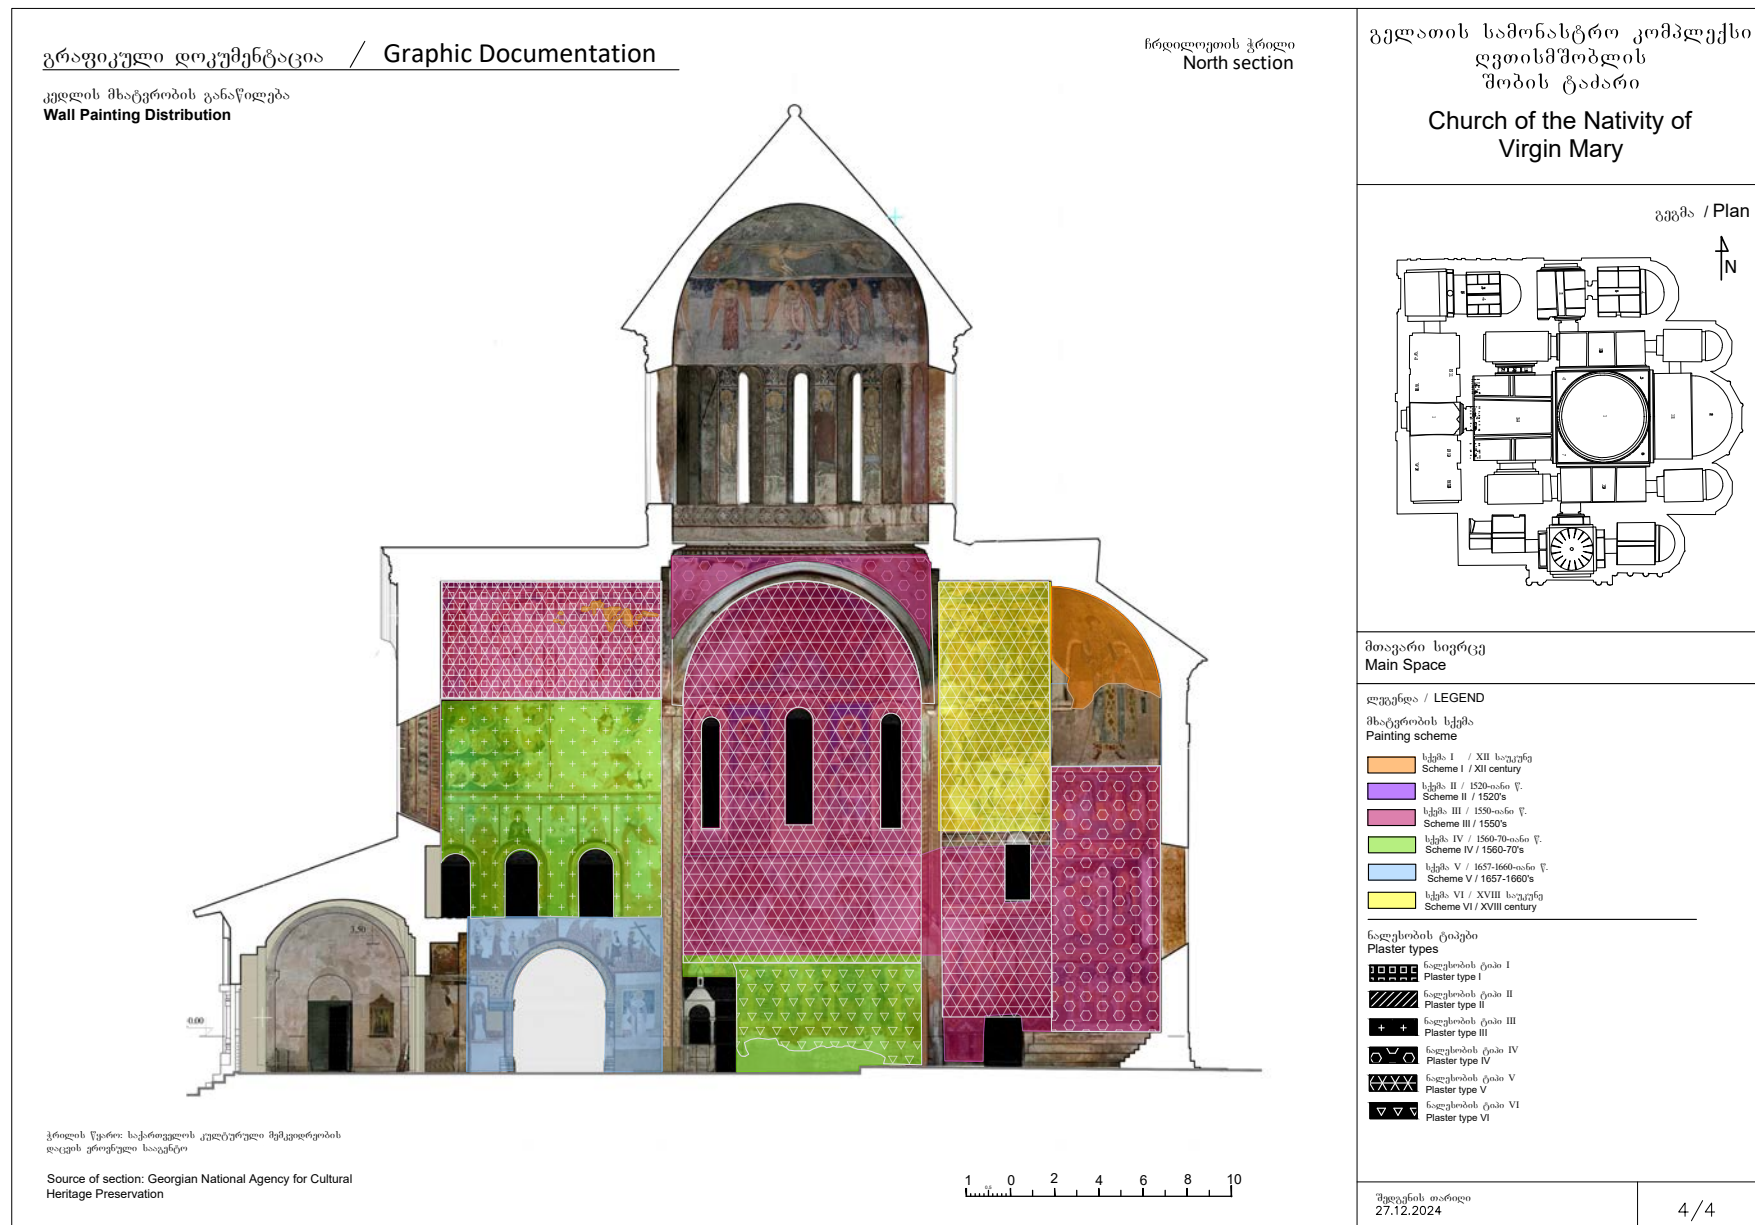 გრაფიკული დოკუმენტაცია / Graphic Documentation
კედლის მხატვრობის განაწილება
Wall Painting Distribution
ჩრდილოეთის ჭრილი
North section
გელათის სამონასტრო კომპლექსი
ღვთისმშობლის
შობის ტაძარი
Church of the Nativity of
Virgin Mary
გეგმა / Plan
N
მთავარი სივრცე
Main Space
ლეგენდა / LEGEND
მხატვრობის სქემა
Painting scheme
სქემა I / XII საუკუნე
Scheme I / XII century
სქემა II / 1520-იანი წ.
Scheme II / 1520's
სქემა III / 1550-იანი წ.
Scheme III / 1550's
სქემა IV / 1560-70-იანი წ.
Scheme IV / 1560-70's
სქემა V / 1657-1660-იანი წ.
Scheme V / 1657-1660's
სქემა VI / XVIII საუკუნე
Scheme VI / XVIII century
ნალესობის ტიპები
Plaster types
ნალესობის ტიპი I
Plaster type I
ნალესობის ტიპი II
Plaster type II
ნალესობის ტიპი III
Plaster type III
ნალესობის ტიპი IV
Plaster type IV
ნალესობის ტიპი V
Plaster type V
ნალესობის ტიპი VI
Plaster type VI
3,50
0.00
ჭრილის წყარო: საქართველოს კულტურული მემკვიდრეობის
დაცვის ეროვნული სააგენტო
Source of section: Georgian National Agency for Cultural
Heritage Preservation
1 0,5 0 2 4 6 8 10
შედგენის თარიღი
27.12.2024
4/4